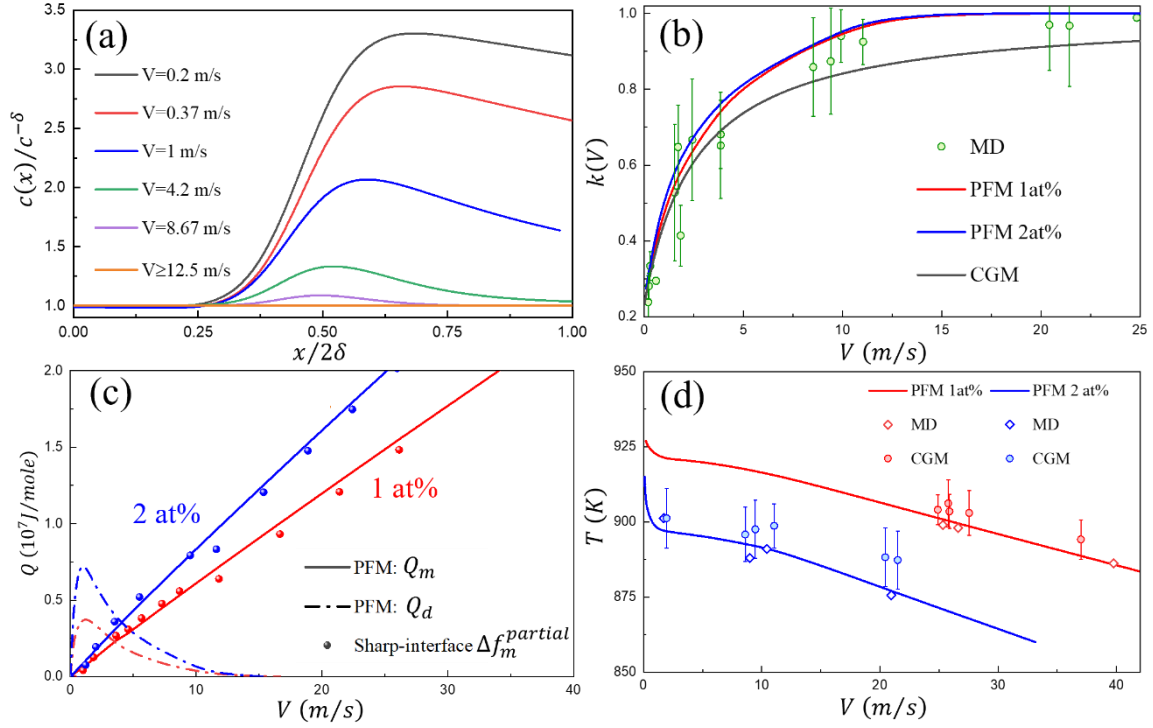 (a)
3.5
3.0
2.5
2.0
1.5
1.0
c(x)/c⁻ᵟ
V=0.2 m/s
V=0.37 m/s
V=1 m/s
V=4.2 m/s
V=8.67 m/s
V≥12.5 m/s
0.00 0.25 0.50 0.75 1.00
x/2δ
(b)
1.0
0.8
0.6
0.4
0.2
k(V)
MD
PFM 1at%
PFM 2at%
CGM
0 5 10 15 20 25
V (m/s)
(c)
2.0
1.5
1.0
0.5
0.0
Q (10⁷J/mole)
2 at%
1 at%
PFM: Qₘ
PFM: Q_d
Sharp-interface Δf_m^partial
0 10 20 30 40
V (m/s)
(d)
950
925
900
875
850
T (K)
PFM 1at% PFM 2 at%
MD MD
CGM CGM
0 10 20 30 40
V (m/s)